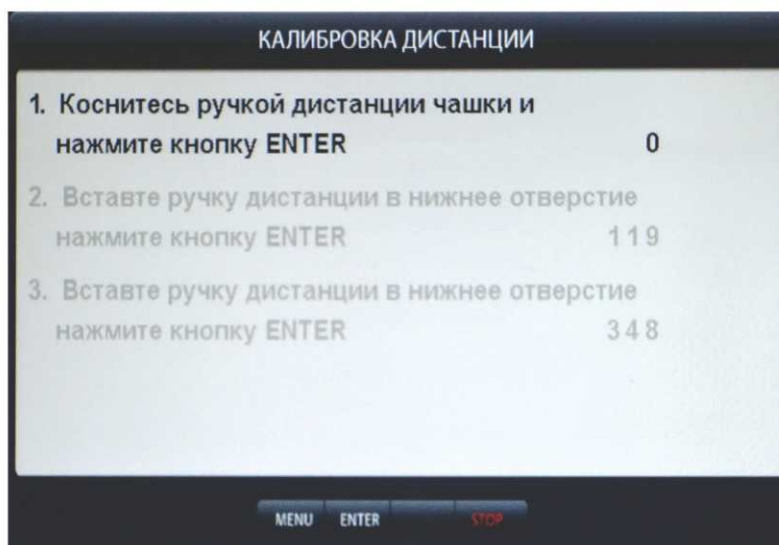 КАЛИБРОВКА ДИСТАНЦИИ
1. Коснитесь ручкой дистанции чашки и
нажмите кнопку ENTER 0
2. Вставте ручку дистанции в нижнее отверстие
нажмите кнопку ENTER 119
3. Вставте ручку дистанции в нижнее отверстие
нажмите кнопку ENTER 348
MENU ENTER STOP